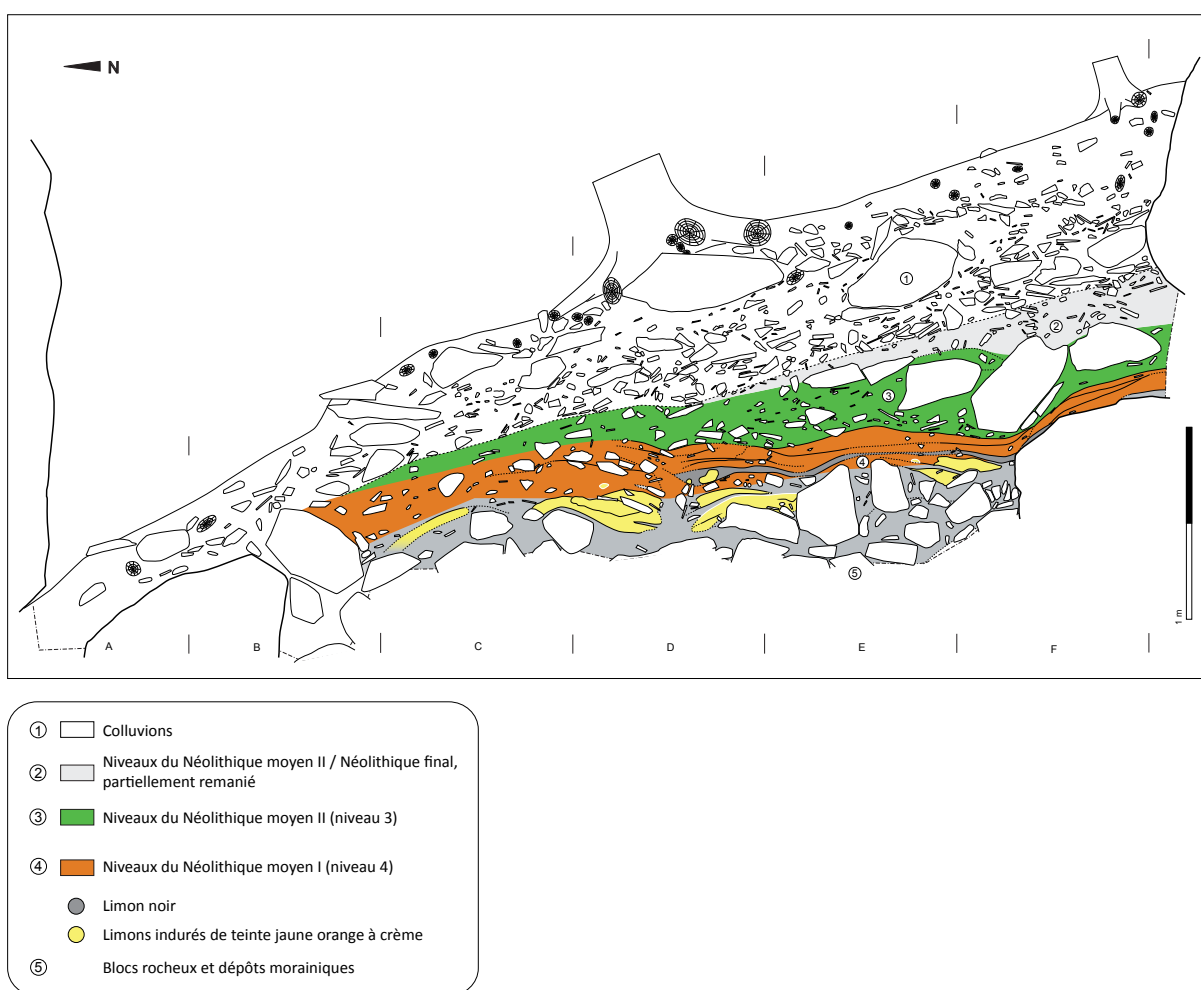 N
1
2
3
4
5
1 m
A B C D E F
1 Colluvions
2 Niveaux du Néolithique moyen II / Néolithique final,
partiellement remanié
3 Niveaux du Néolithique moyen II (niveau 3)
4 Niveaux du Néolithique moyen I (niveau 4)
Limon noir
Limons indurés de teinte jaune orange à crème
5 Blocs rocheux et dépôts morainiques